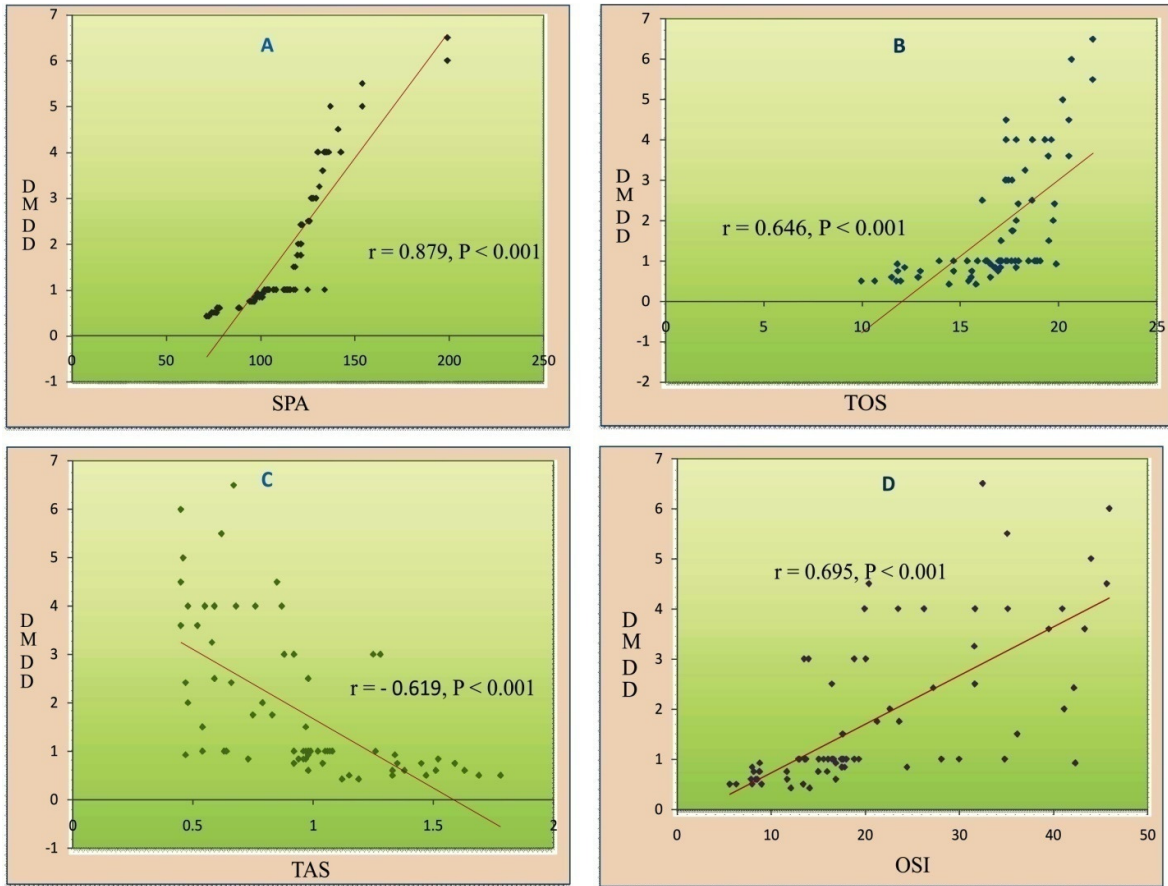 A
7
6
5
4
3
2
1
0
-1
0
50
100
150
200
250
D
M
D
D
r = 0.879, P < 0.001
SPA
B
7
6
5
4
3
2
1
0
-1
-2
0
5
10
15
20
25
D
M
D
D
r = 0.646, P < 0.001
TOS
C
7
6
5
4
3
2
1
0
-1
0
0.5
1
1.5
2
D
M
D
D
r = - 0.619, P < 0.001
TAS
D
7
6
5
4
3
2
1
0
0
10
20
30
40
50
D
M
D
D
r = 0.695, P < 0.001
OSI